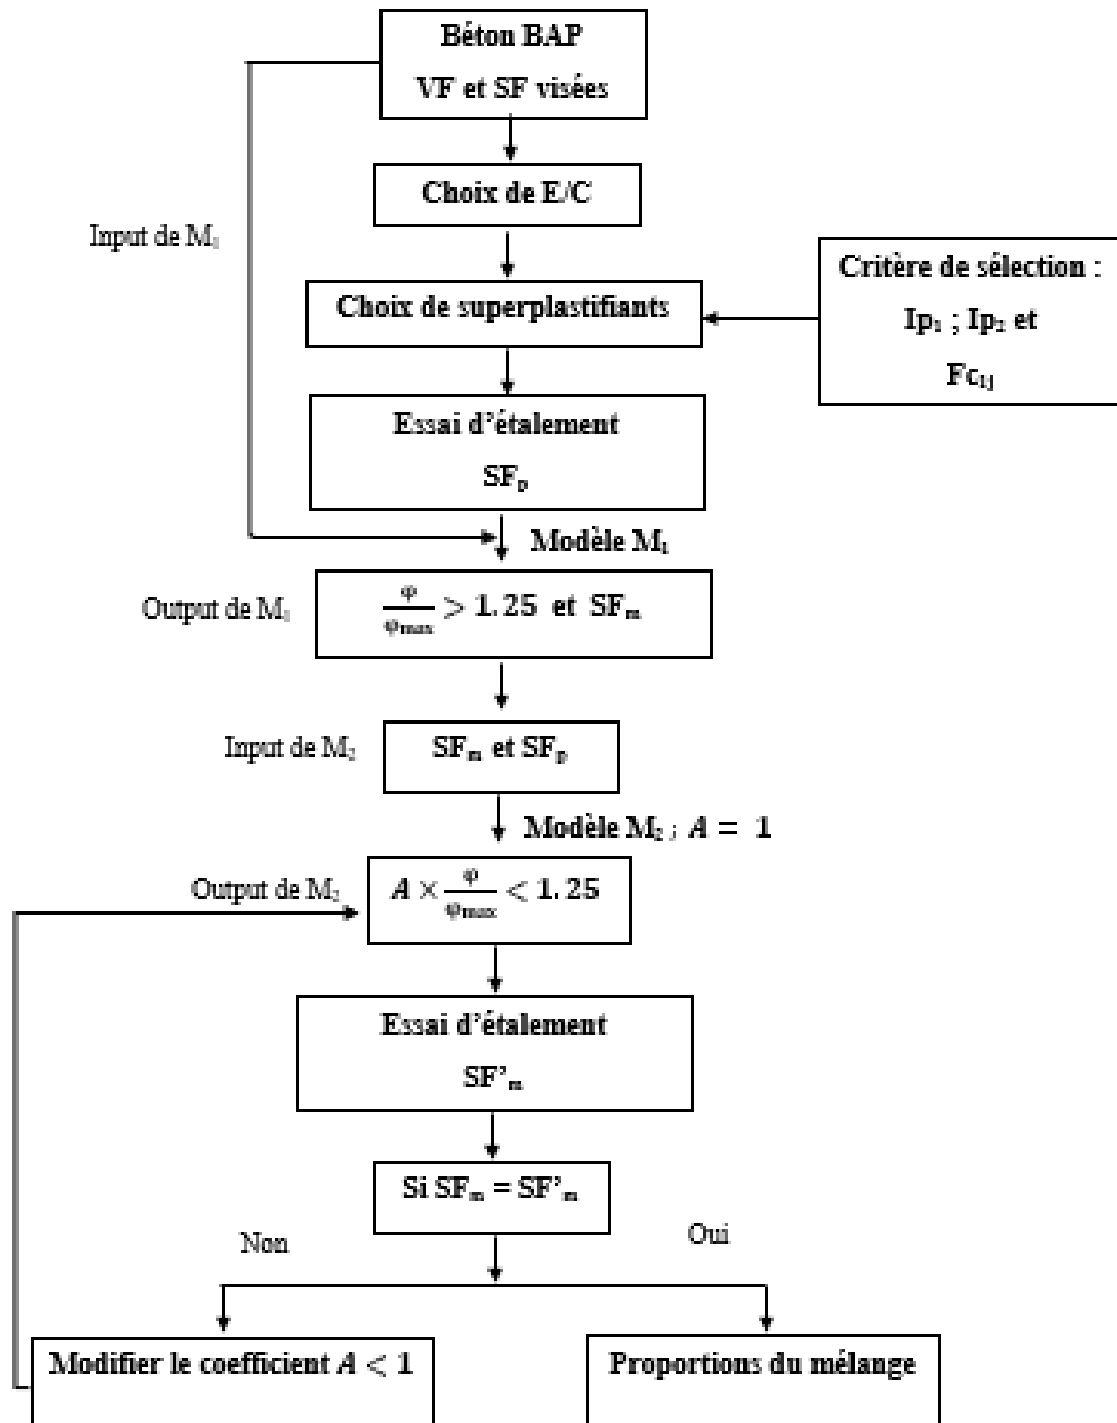 Béton BAP
VF et SF visées
Choix de E/C
Input de M₁
Critère de sélection :
Ip₁ ; Ip₂ et
Fc₁ⱼ
Choix de superplastifiants
Essai d’étalement
SFₚ
Modèle M₁
Output de M₁
φ/φmax > 1.25 et SFₘ
Input de M₂
SFₘ et SFₚ
Modèle M₂ ; A = 1
Output de M₂
A × φ/φmax < 1.25
Essai d’étalement
SF’ₘ
Si SFₘ = SF’ₘ
Non
Oui
Modifier le coefficient A < 1
Proportions du mélange